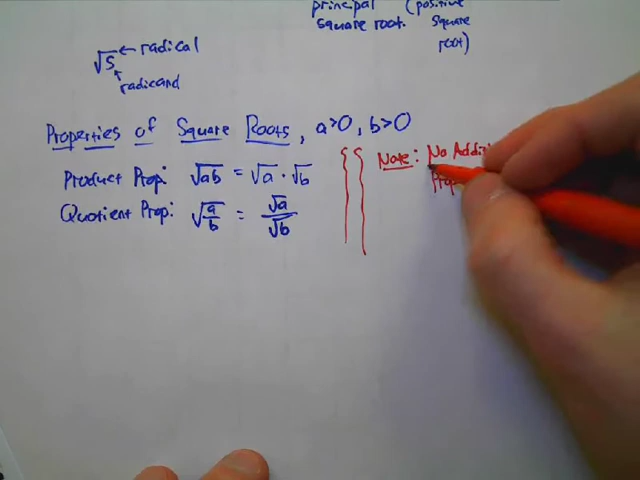 principal (positive
square root. square
root)
√5 ← radical
radicand
Properties of Square Roots, a>0, b>0
Product Prop: √ab = √a · √b
Quotient Prop: √(a/b) = √a/√b
Note: No